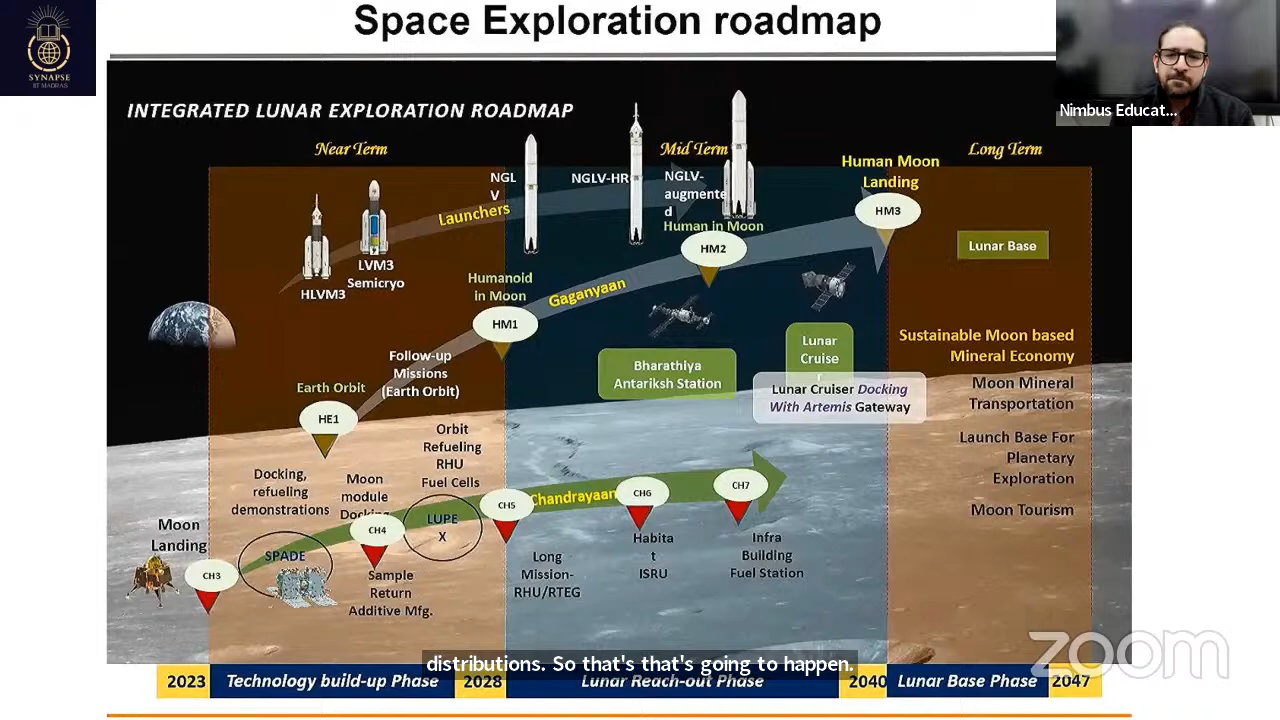 Space Exploration roadmap
SYNAPSE
IIT MADRAS
Nimbus Educat...
INTEGRATED LUNAR EXPLORATION ROADMAP
Near Term
Mid Term
Long Term
HLVM3
LVM3
Semicryo
Launchers
NGL
V
NGLV-HR
NGLV-
augmente
d
Human Moon
Landing
HM3
Human in Moon
HM2
Gaganyaan
Humanoid
in Moon
HM1
Follow-up
Missions
(Earth Orbit)
Earth Orbit
HE1
Bharathiya
Antariksh Station
Lunar
Cruise
r
Lunar Cruiser Docking
With Artemis Gateway
Lunar Base
Sustainable Moon based
Mineral Economy
Moon Mineral
Transportation
Launch Base For
Planetary
Exploration
Moon Tourism
Moon
Landing
CH3
Docking,
refueling
demonstrations
SPADE
Moon
module
Docking
CH4
Sample
Return
Additive Mfg.
Orbit
Refueling
RHU
Fuel Cells
LUPE
X
CH5
Chandrayaan
Long
Mission-
RHU/RTEG
CH6
Habita
t
ISRU
CH7
Infra
Building
Fuel Station
zoom
distributions. So that's that's going to happen.
2023
Technology build-up Phase
2028
Lunar Reach-out Phase
2040
Lunar Base Phase
2047